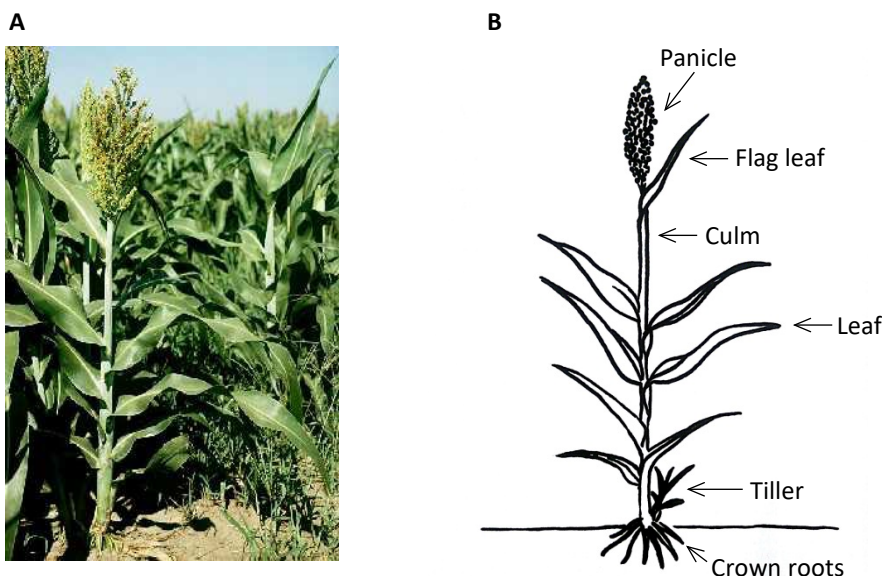 A
B
Panicle
Flag leaf
Culm
Leaf
Tiller
Crown roots